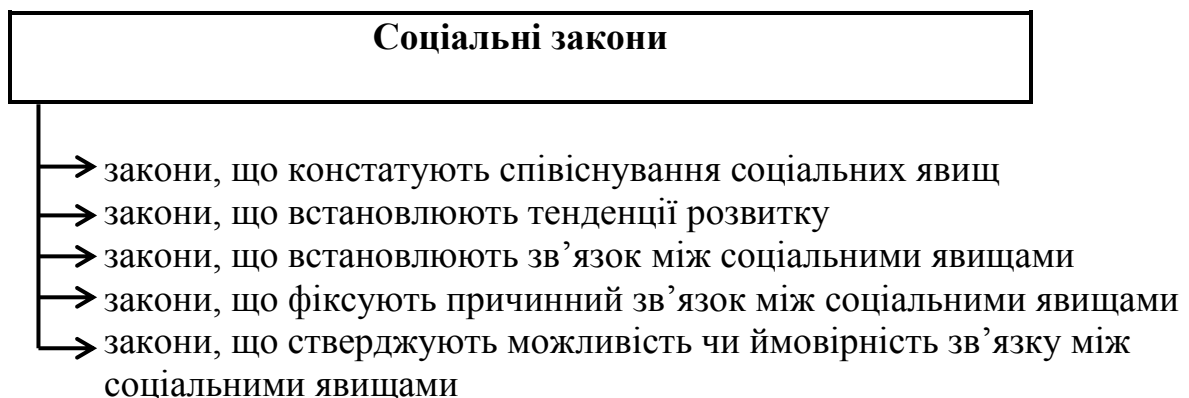 Соціальні закони
закони, що констатують співіснування соціальних явищ
закони, що встановлюють тенденції розвитку
закони, що встановлюють зв’язок між соціальними явищами
закони, що фіксують причинний зв’язок між соціальними явищами
закони, що стверджують можливість чи ймовірність зв’язку між
соціальними явищами